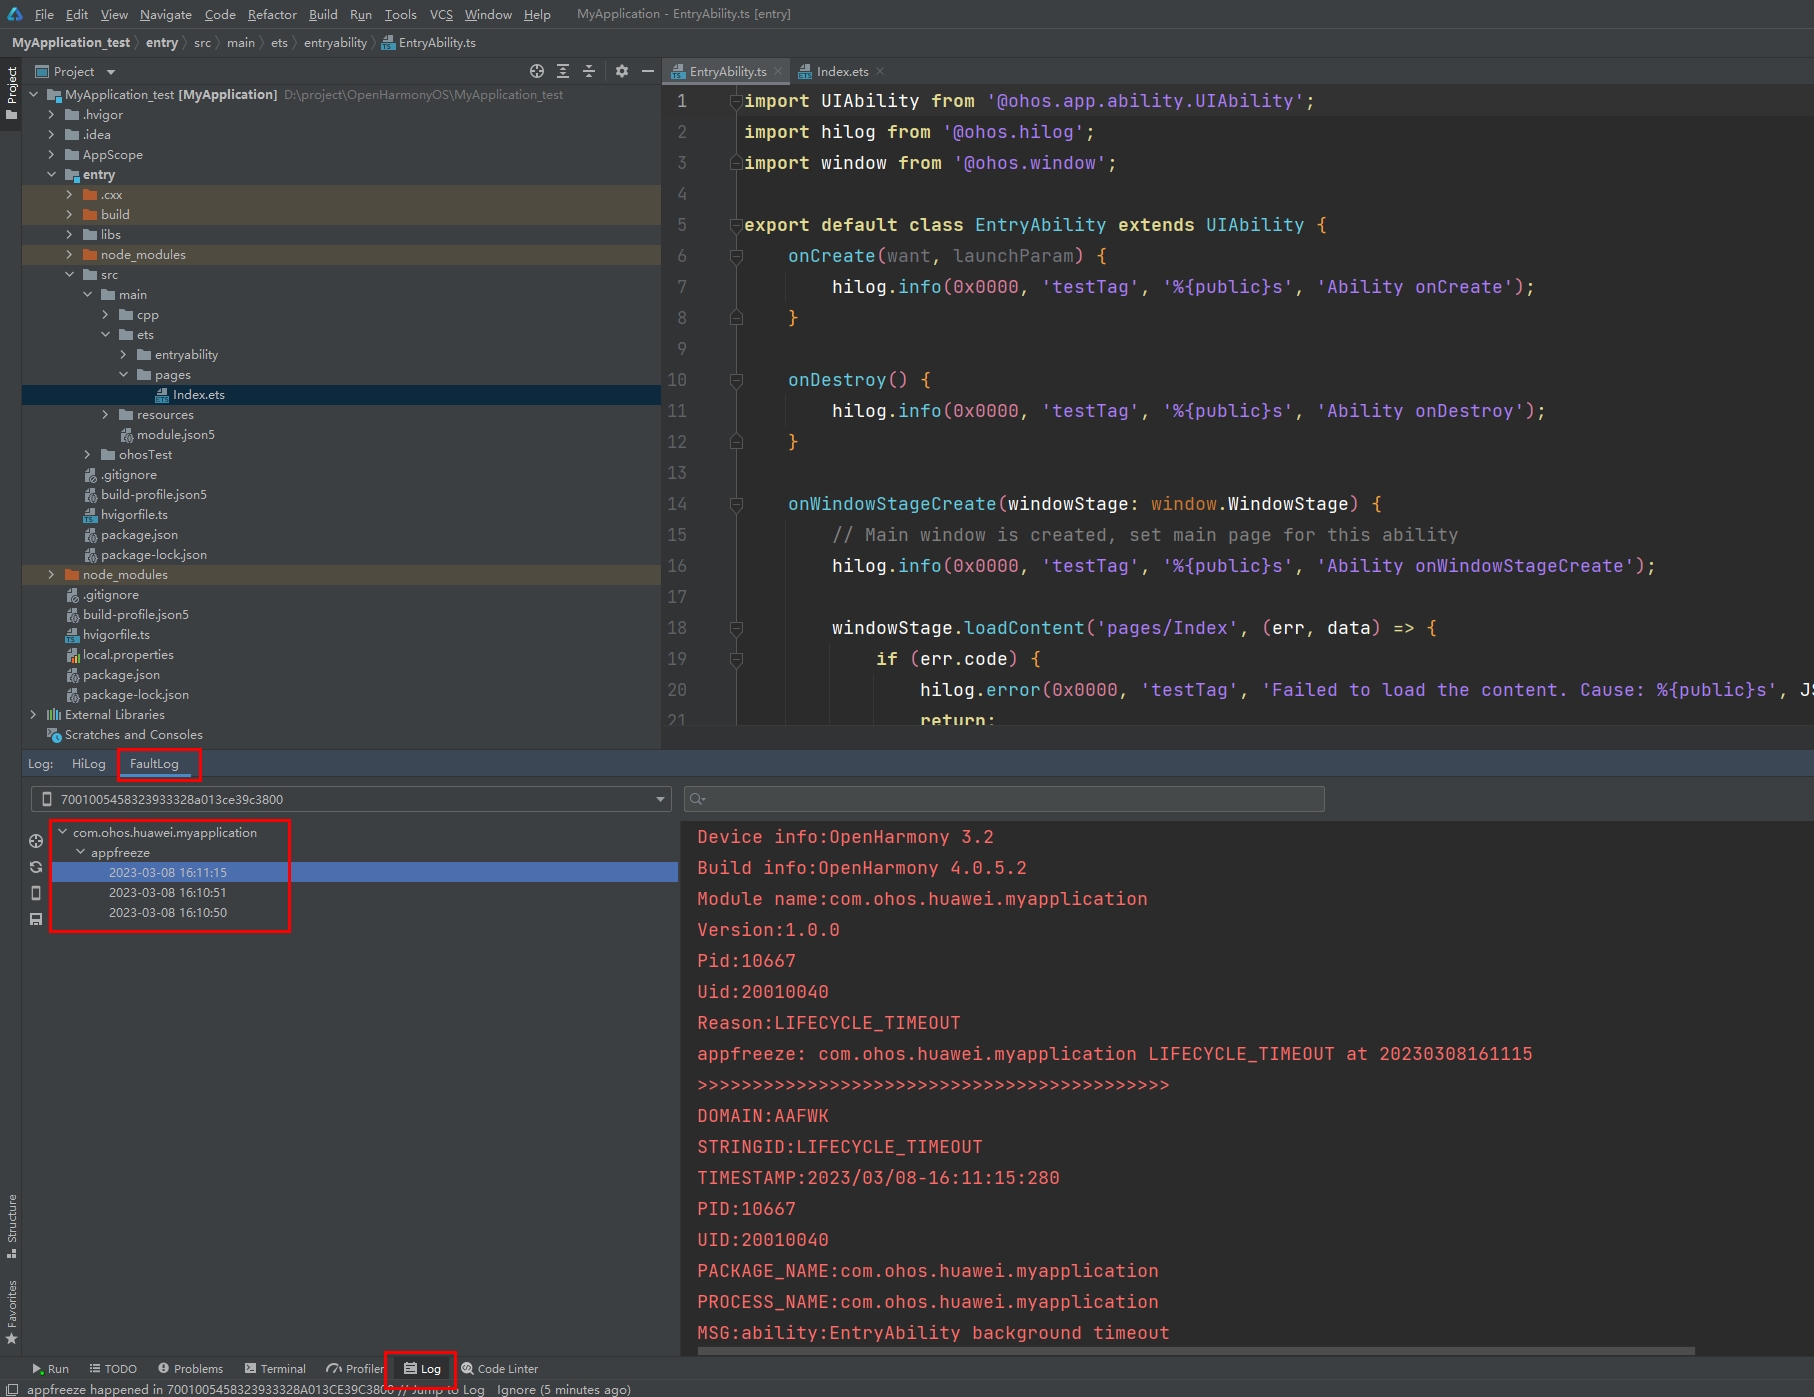 File Edit View Navigate Code Refactor Build Run Tools VCS Window Help MyApplication - EntryAbility.ts [entry]
MyApplication_test entry src main ets entryability EntryAbility.ts
Project
Project
EntryAbility.ts Index.ets
MyApplication_test [MyApplication] D:\project\OpenHarmonyOS\MyApplication_test
.hvigor
.idea
AppScope
entry
.cxx
build
libs
node_modules
src
main
cpp
ets
entryability
pages
Index.ets
resources
module.json5
ohosTest
.gitignore
build-profile.json5
hvigorfile.ts
package.json
package-lock.json
node_modules
.gitignore
build-profile.json5
hvigorfile.ts
local.properties
package.json
package-lock.json
External Libraries
Scratches and Consoles
1 import UIAbility from '@ohos.app.ability.UIAbility';
2 import hilog from '@ohos.hilog';
3 import window from '@ohos.window';
4
5 export default class EntryAbility extends UIAbility {
6 onCreate(want, launchParam) {
7 hilog.info(0x0000, 'testTag', '%{public}s', 'Ability onCreate');
8 }
9
10 onDestroy() {
11 hilog.info(0x0000, 'testTag', '%{public}s', 'Ability onDestroy');
12 }
13
14 onWindowStageCreate(windowStage: window.WindowStage) {
15 // Main window is created, set main page for this ability
16 hilog.info(0x0000, 'testTag', '%{public}s', 'Ability onWindowStageCreate');
17
18 windowStage.loadContent('pages/Index', (err, data) => {
19 if (err.code) {
20 hilog.error(0x0000, 'testTag', 'Failed to load the content. Cause: %{public}s', JS
21 return;
Log: HiLog FaultLog
7001005458323933328a013ce39c3800
com.ohos.huawei.myapplication
appfreeze
2023-03-08 16:11:15
2023-03-08 16:10:51
2023-03-08 16:10:50
Device info:OpenHarmony 3.2
Build info:OpenHarmony 4.0.5.2
Module name:com.ohos.huawei.myapplication
Version:1.0.0
Pid:10667
Uid:20010040
Reason:LIFECYCLE_TIMEOUT
appfreeze: com.ohos.huawei.myapplication LIFECYCLE_TIMEOUT at 20230308161115
>>>>>>>>>>>>>>>>>>>>>>>>>>>>>>>>>>>>>>>>>>>
DOMAIN:AAFWK
STRINGID:LIFECYCLE_TIMEOUT
TIMESTAMP:2023/03/08-16:11:15:280
PID:10667
UID:20010040
PACKAGE_NAME:com.ohos.huawei.myapplication
PROCESS_NAME:com.ohos.huawei.myapplication
MSG:ability:EntryAbility background timeout
Structure
Favorites
Run TODO Problems Terminal Profiler Log Code Linter
appfreeze happened in 7001005458323933328A013CE39C3800 // Jump to Log Ignore (5 minutes ago)